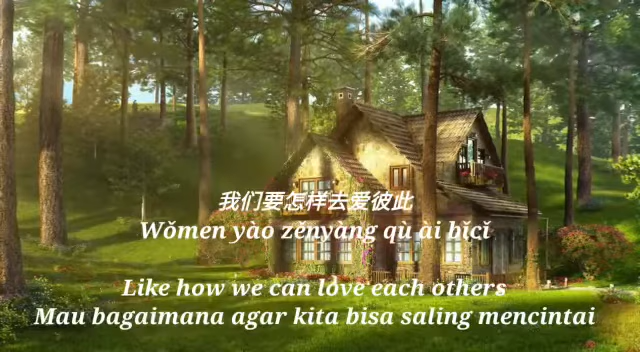 我们要怎样去爱彼此
Wǒmen yào zěnyàng qù ài bǐcǐ
Like how we can love each others
Mau bagaimana agar kita bisa saling mencintai